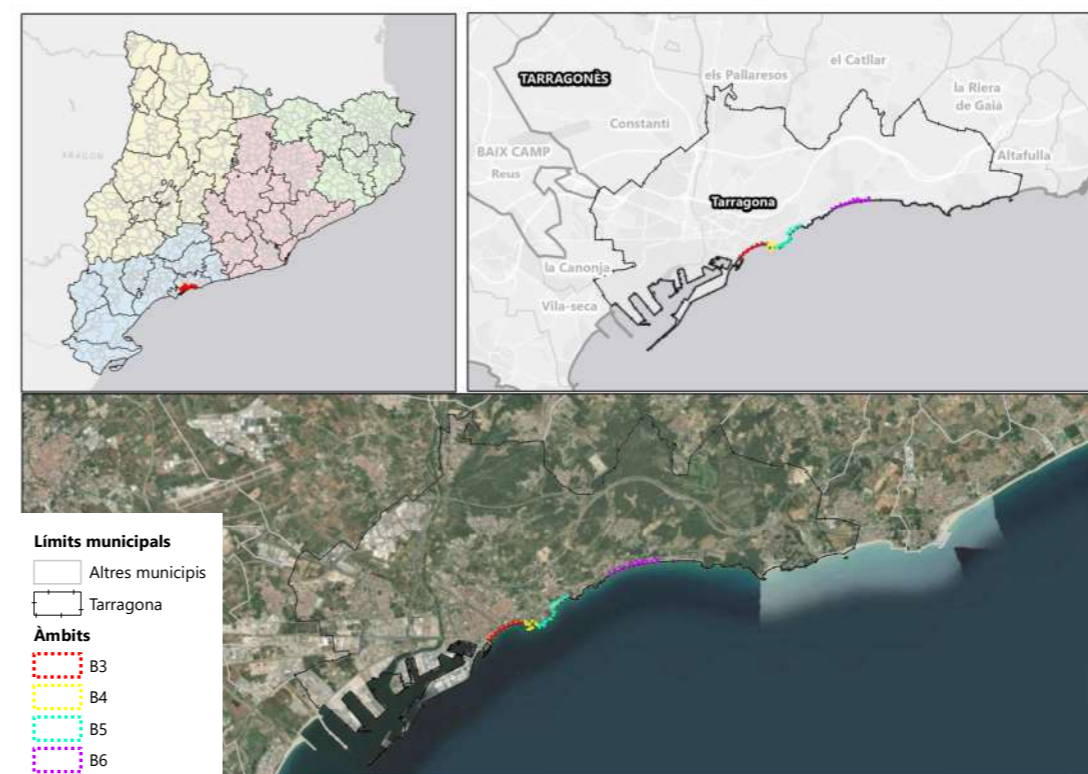 ARAGON
TARRAGONÈS
els Pallaresos
el Catllar
la Riera
de Gaià
Constantí
BAIX CAMP
Reus
Altafulla
Tarragona
la Canonja
Vila-seca
Límits municipals
Altres municipis
Tarragona
Àmbits
B3
B4
B5
B6